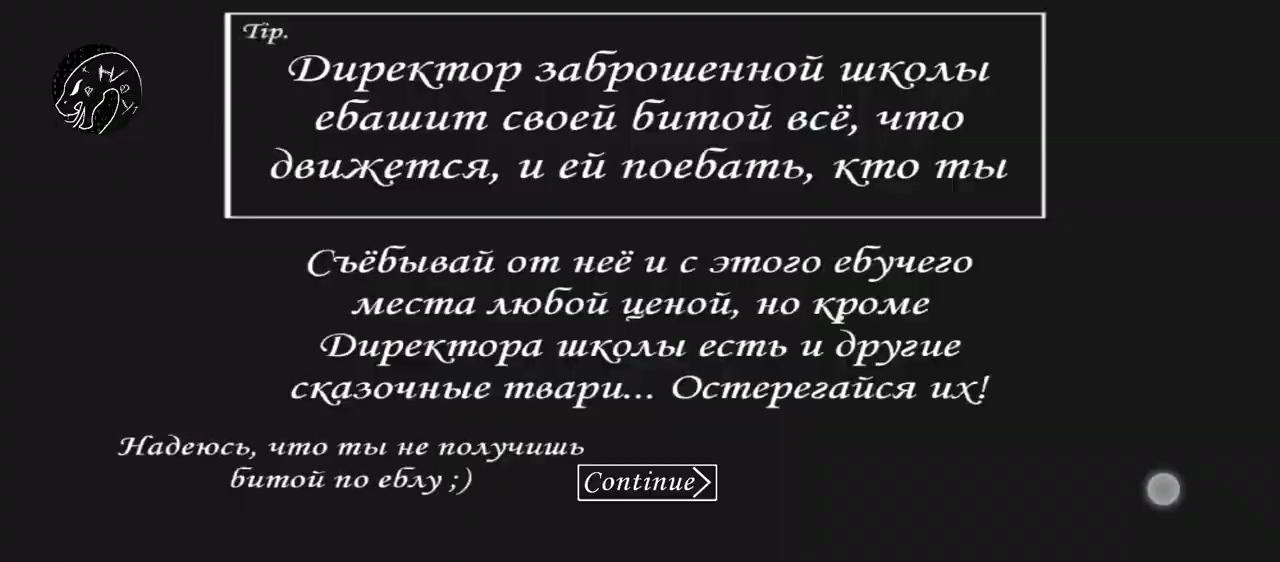 Tip.
Директор заброшенной школы
ебашит своей битой всё, что
движется, и ей поебать, кто ты
Съёбывай от неё и с этого ебучего
места любой ценой, но кроме
Директора школы есть и другие
сказочные твари... Остерегайся их!
Надеюсь, что ты не получишь
битой по еблу ;)
Continue